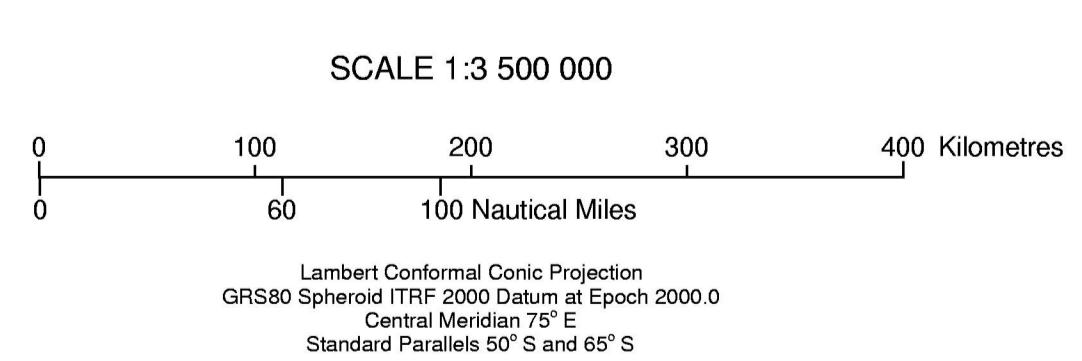 SCALE 1:3 500 000
0 100 200 300 400 Kilometres
0 60 100 Nautical Miles
Lambert Conformal Conic Projection
GRS80 Spheroid ITRF 2000 Datum at Epoch 2000.0
Central Meridian 75° E
Standard Parallels 50° S and 65° S